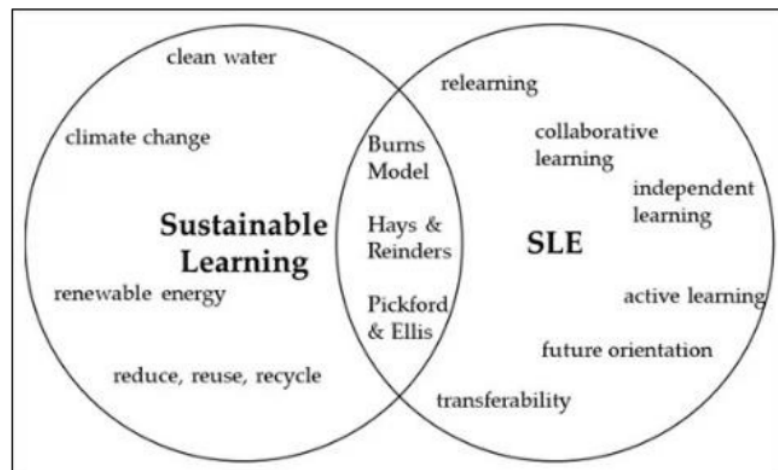 clean water
climate change
Sustainable
Learning
renewable energy
reduce, reuse, recycle
Burns
Model
Hays &
Reinders
Pickford
& Ellis
relearning
collaborative
learning
independent
learning
SLE
active learning
future orientation
transferability